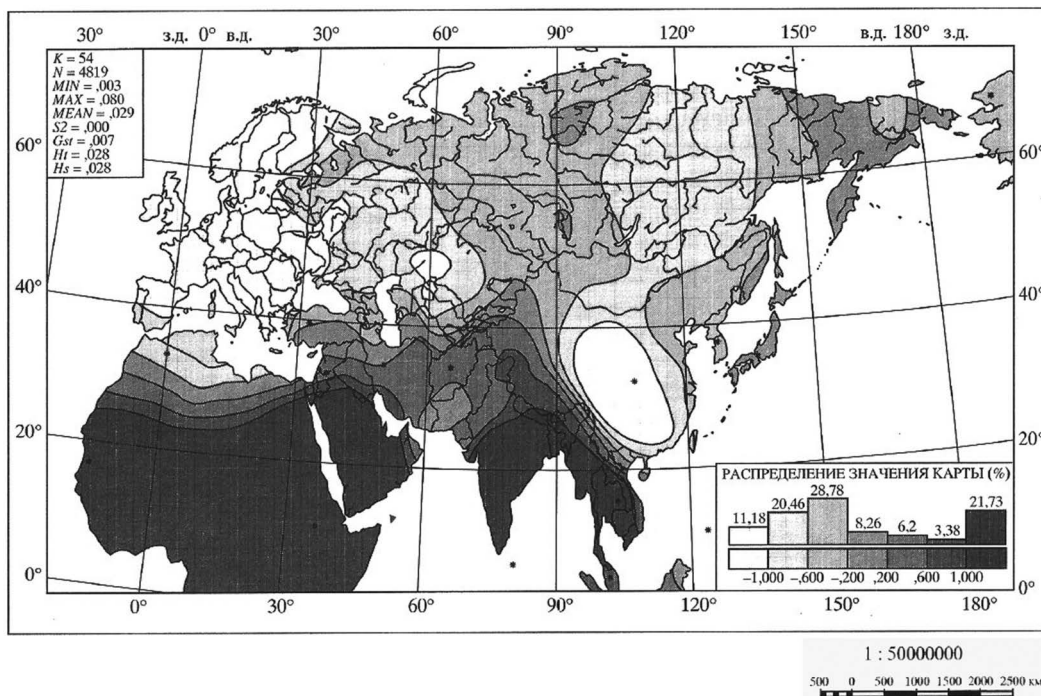 30° з.д. 0° в.д. 30° 60° 90° 120° 150° в.д. 180° з.д.
K = 54
N = 4819
MIN = ,003
MAX = ,080
MEAN = ,029
S2 = ,000
Gst = ,007
Ht = ,028
Hs = ,028
60° 60°
40° 40°
20° 20°
РАСПРЕДЕЛЕНИЕ ЗНАЧЕНИЯ КАРТЫ (%)
11,18 20,46 28,78 8,26 6,2 3,38 21,73
–1,000 –,600 –,200 ,200 ,600 1,000
0° 0°
0° 30° 60° 90° 120° 150° 180°
1 : 50000000
500 0 500 1000 1500 2000 2500 км